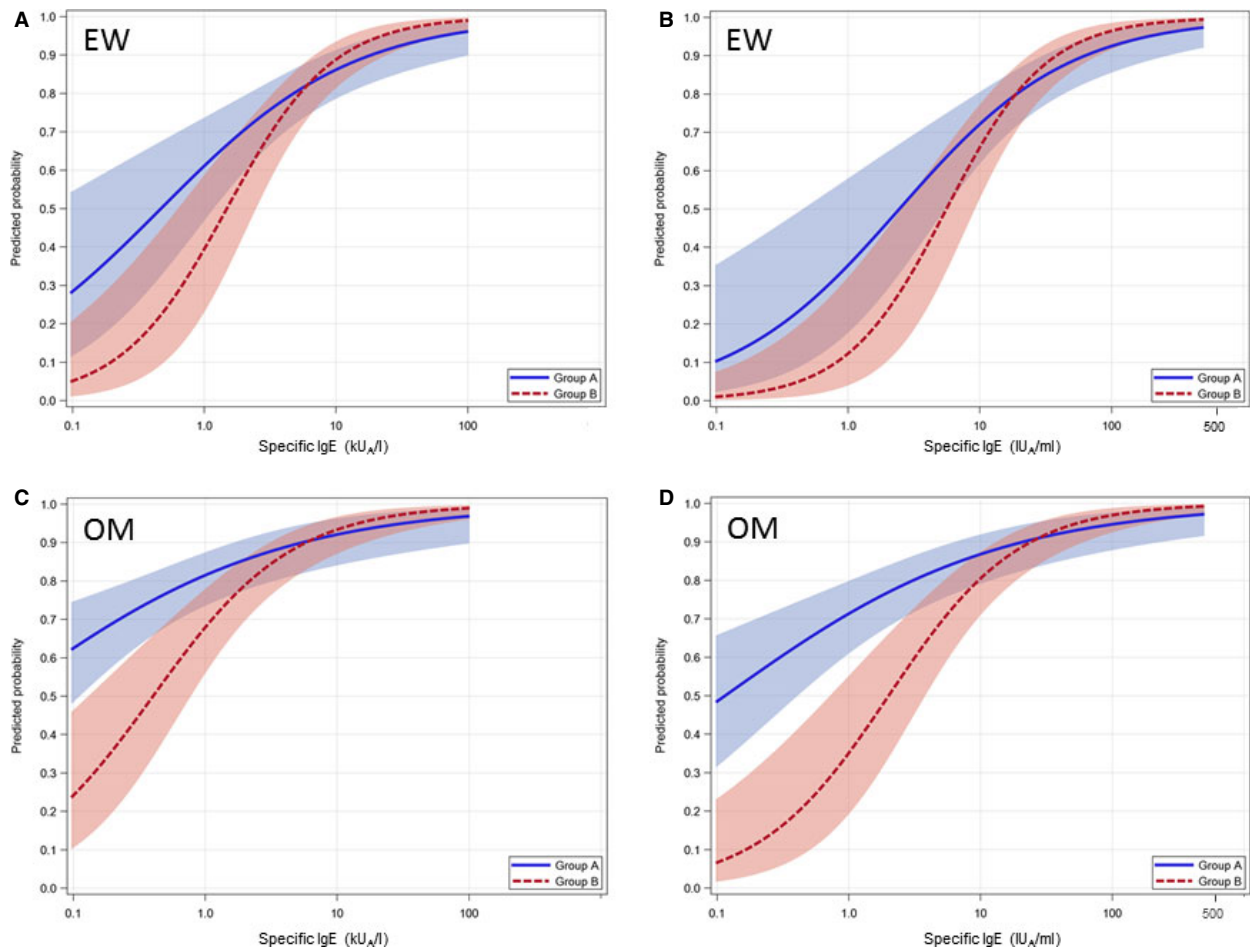 A
EW
Predicted probability
1.0
0.9
0.8
0.7
0.6
0.5
0.4
0.3
0.2
0.1
0.0
Group A
Group B
0.1 1.0 10 100
Specific IgE (kUA/l)
B
EW
Predicted probability
1.0
0.9
0.8
0.7
0.6
0.5
0.4
0.3
0.2
0.1
0.0
Group A
Group B
0.1 1.0 10 100 500
Specific IgE (IUA/ml)
C
OM
Predicted probability
1.0
0.9
0.8
0.7
0.6
0.5
0.4
0.3
0.2
0.1
0.0
Group A
Group B
0.1 1.0 10 100
Specific IgE (kUA/l)
D
OM
Predicted probability
1.0
0.9
0.8
0.7
0.6
0.5
0.4
0.3
0.2
0.1
0.0
Group A
Group B
0.1 1.0 10 100 500
Specific IgE (IUA/ml)